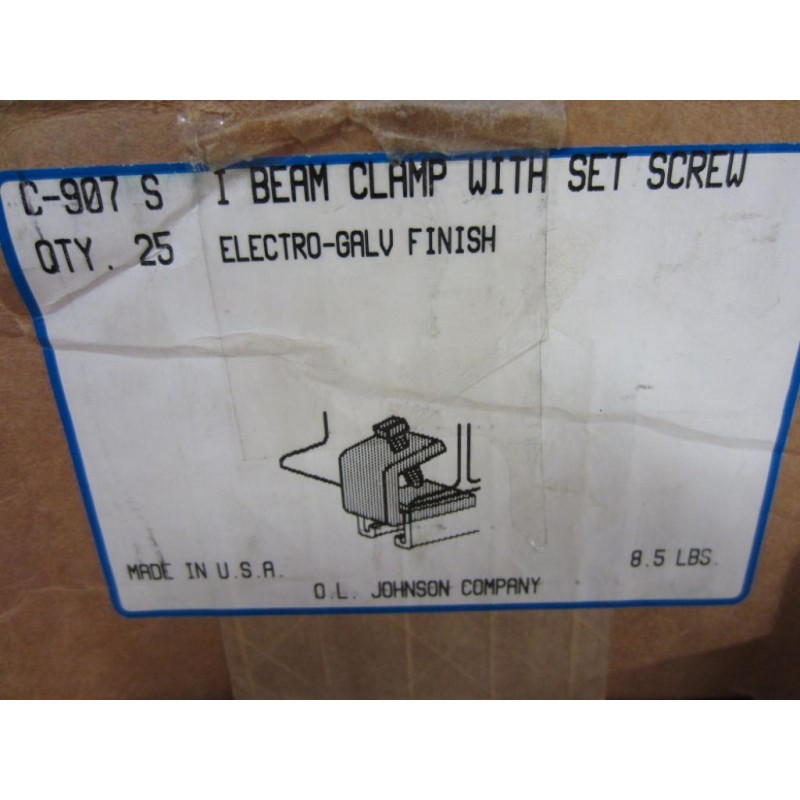 C-907 S I BEAM CLAMP WITH SET SCREW
QTY. 25 ELECTRO-GALV FINISH
MADE IN U.S.A. 8.5 LBS.
O.L. JOHNSON COMPANY